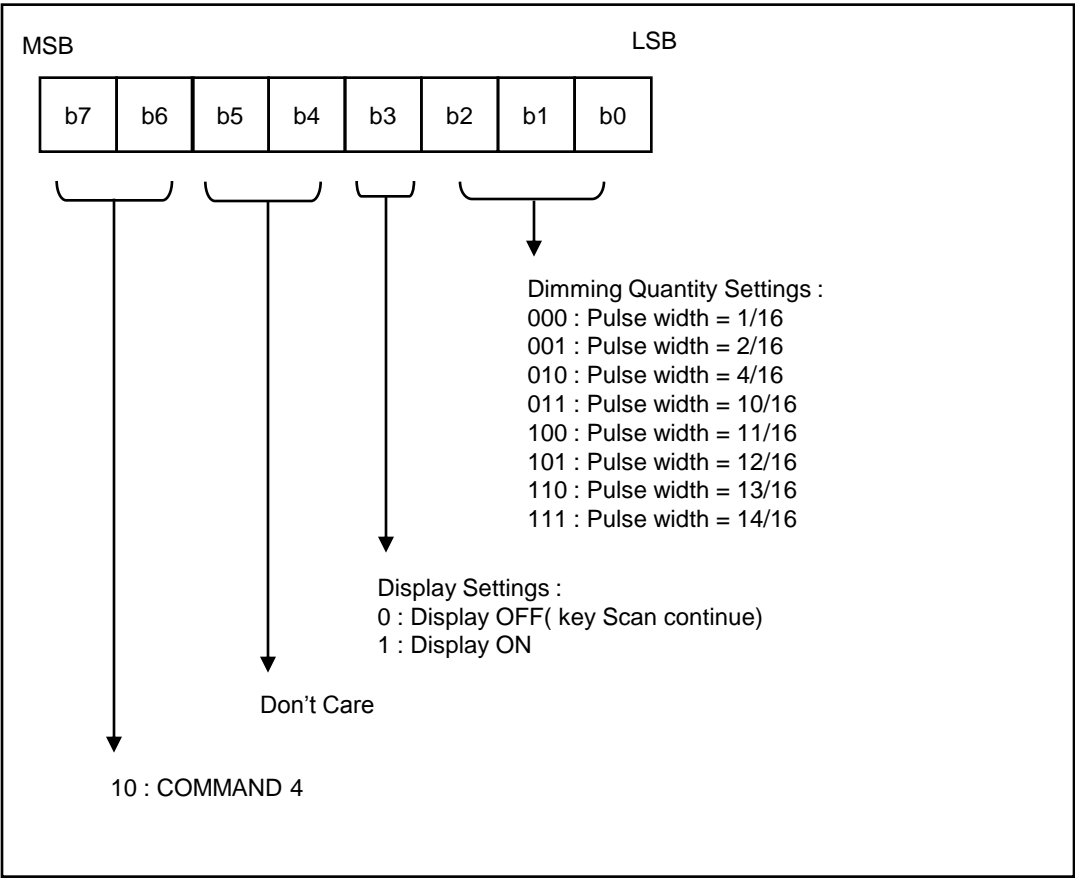 MSB
LSB
b7 b6 b5 b4 b3 b2 b1 b0
Dimming Quantity Settings :
000 : Pulse width = 1/16
001 : Pulse width = 2/16
010 : Pulse width = 4/16
011 : Pulse width = 10/16
100 : Pulse width = 11/16
101 : Pulse width = 12/16
110 : Pulse width = 13/16
111 : Pulse width = 14/16
Display Settings :
0 : Display OFF( key Scan continue)
1 : Display ON
Don’t Care
10 : COMMAND 4